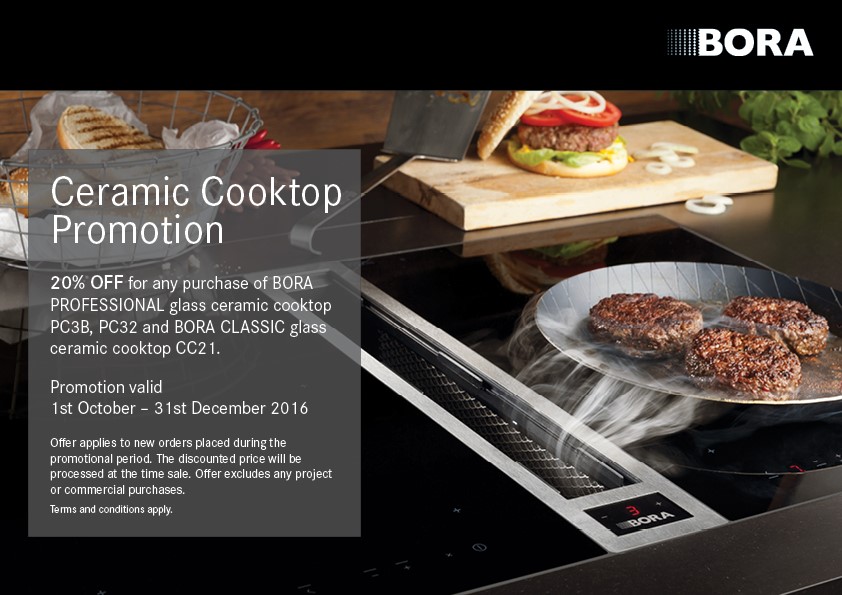 BORA
Ceramic Cooktop
Promotion
20% OFF for any purchase of BORA
PROFESSIONAL glass ceramic cooktop
PC3B, PC32 and BORA CLASSIC glass
ceramic cooktop CC21.
Promotion valid
1st October – 31st December 2016
Offer applies to new orders placed during the
promotional period. The discounted price will be
processed at the time sale. Offer excludes any project
or commercial purchases.
Terms and conditions apply.
3
BORA